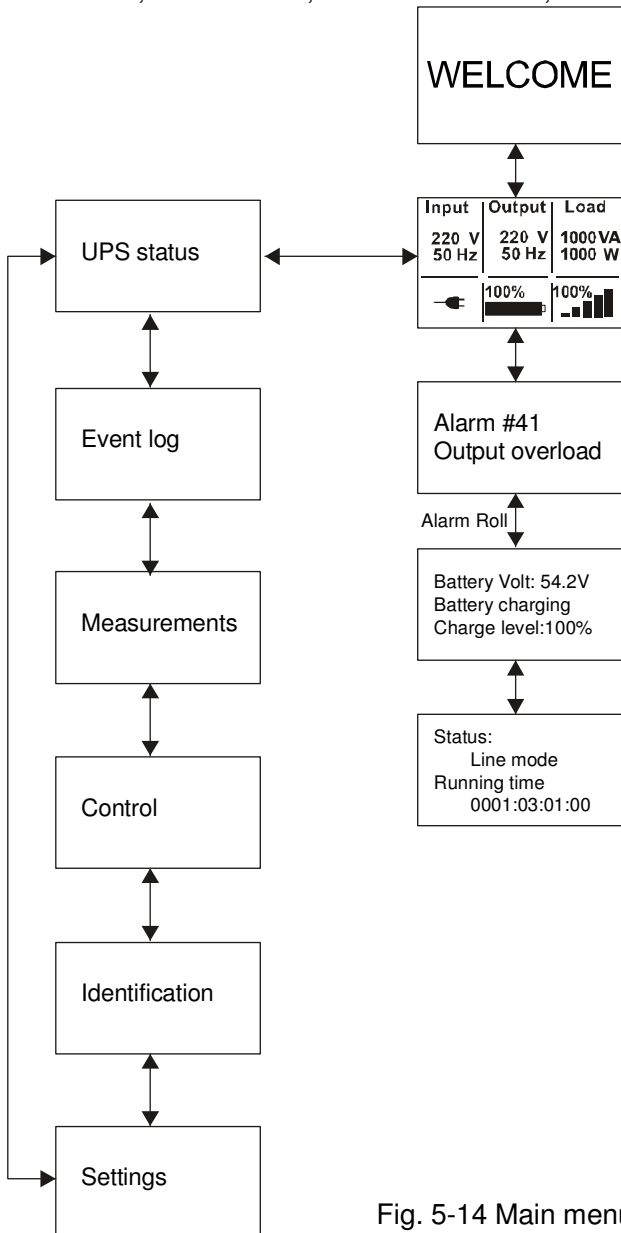 WELCOME
Input Output Load
220 V 220 V 1000VA
50 Hz 50 Hz 1000 W
100% 100%
UPS status
Event log
Measurements
Control
Identification
Settings
Alarm #41
Output overload
Alarm Roll
Battery Volt: 54.2V
Battery charging
Charge level:100%
Status:
Line mode
Running time
0001:03:01:00
Fig. 5-14 Main menu